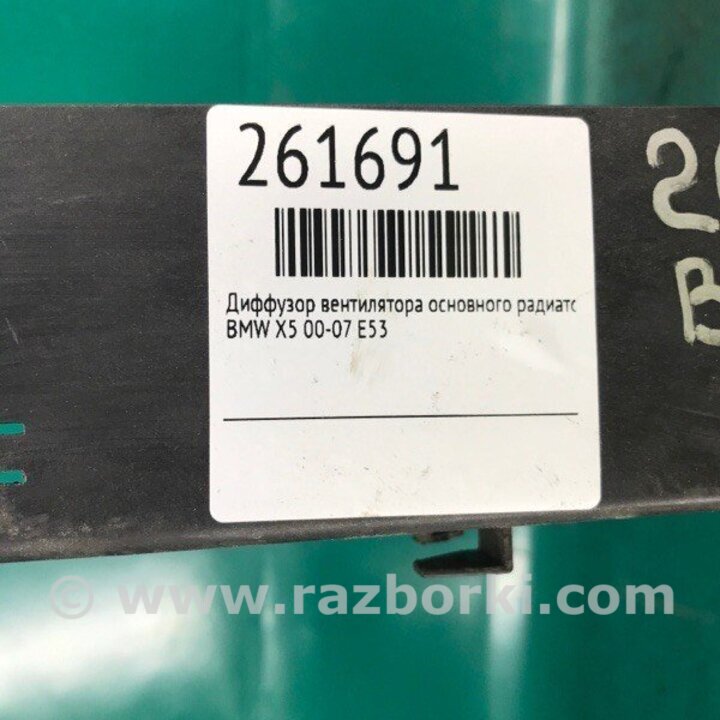 261691
Диффузор вентилятора основного радиатс
BMW X5 00-07 E53
B
© www.razborki.com